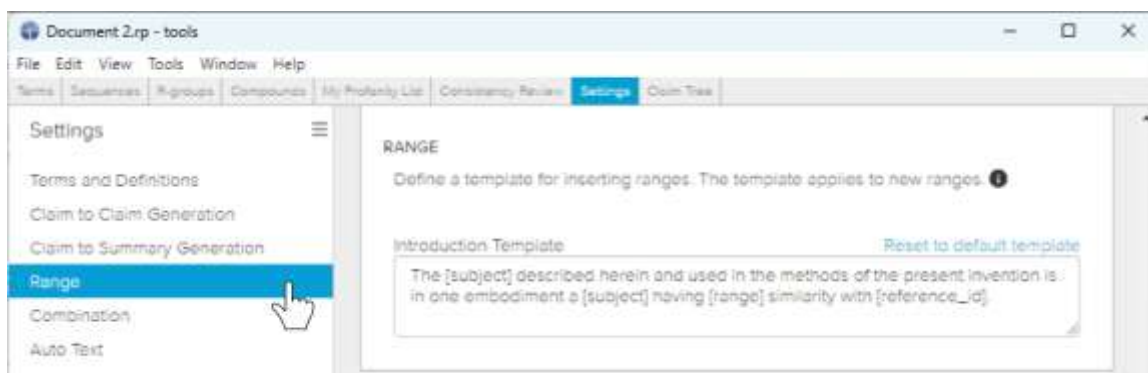 Document 2.rp - tools
File Edit View Tools Window Help
Terms Sequences R-groups Compounds My Profanity List Consistency Review Settings Claim Tree
Settings
Terms and Definitions
Claim to Claim Generation
Claim to Summary Generation
Range
Combination
Auto Text
RANGE
Define a template for inserting ranges. The template applies to new ranges.
Introduction Template Reset to default template
The [subject] described herein and used in the methods of the present invention is
in one embodiment a [subject] having [range] similarity with [reference_id].